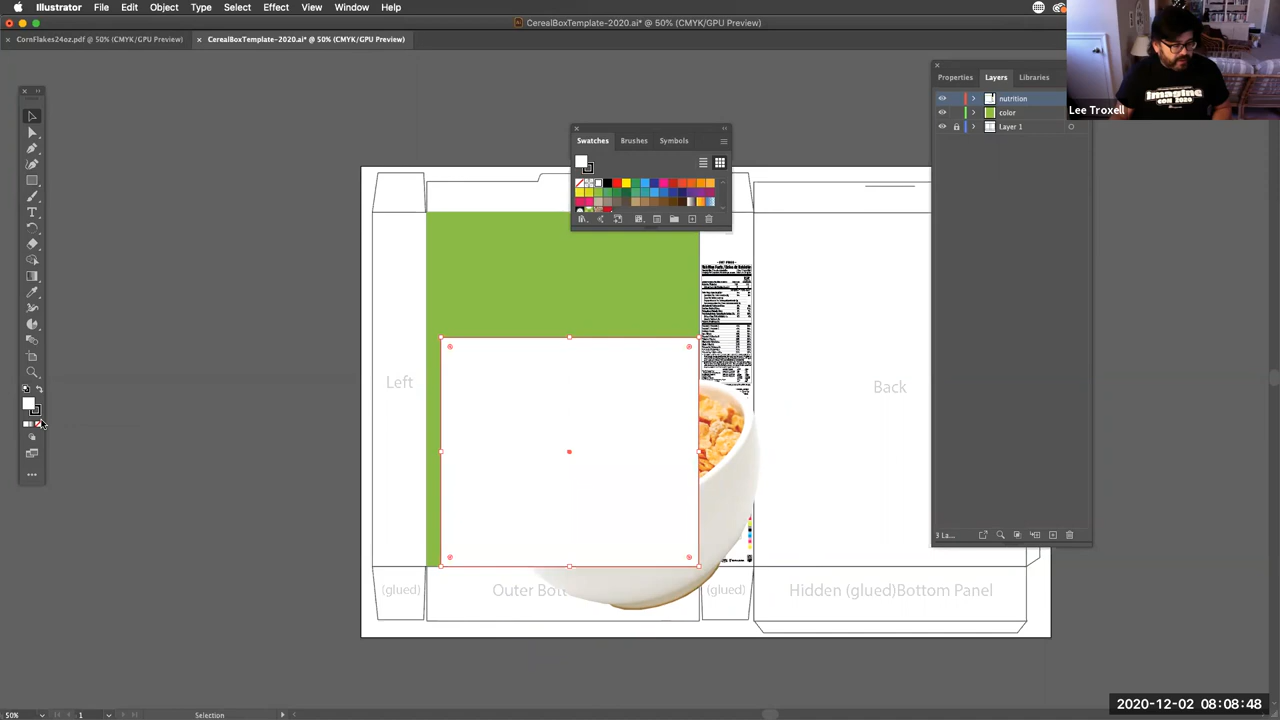 Illustrator File Edit Object Type Select Effect View Window Help
CerealBoxTemplate-2020.ai* @ 50% (CMYK/GPU Preview)
CornFlakes24oz.pdf @ 50% (CMYK/GPU Preview)
CerealBoxTemplate-2020.ai* @ 50% (CMYK/GPU Preview)
Properties Layers Libraries
nutrition
color
Layer 1
Lee Troxell
Imagine
Swatches Brushes Symbols
Left
Back
(glued)
Outer
(glued)
Hidden (glued)Bottom Panel
3 La...
50%
1
Selection
2020-12-02 08:08:48